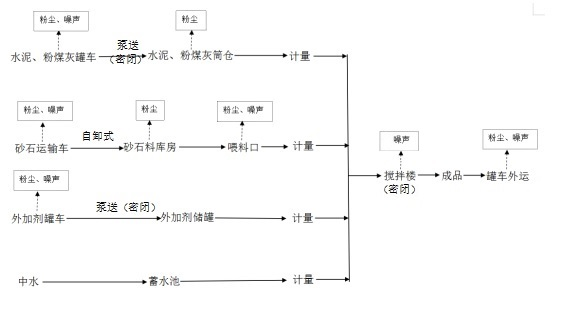 粉尘、噪声
粉尘
水泥、粉煤灰罐车
泵送
（密闭）
水泥、粉煤灰筒仓
计量
粉尘、噪声
粉尘
粉尘、噪声
砂石运输车
自卸式
砂石料库房
喂料口
计量
噪声
粉尘、噪声
搅拌楼
(密闭)
成品
罐车外运
粉尘、噪声
外加剂罐车
泵送（密闭）
外加剂储罐
计量
中水
蓄水池
计量